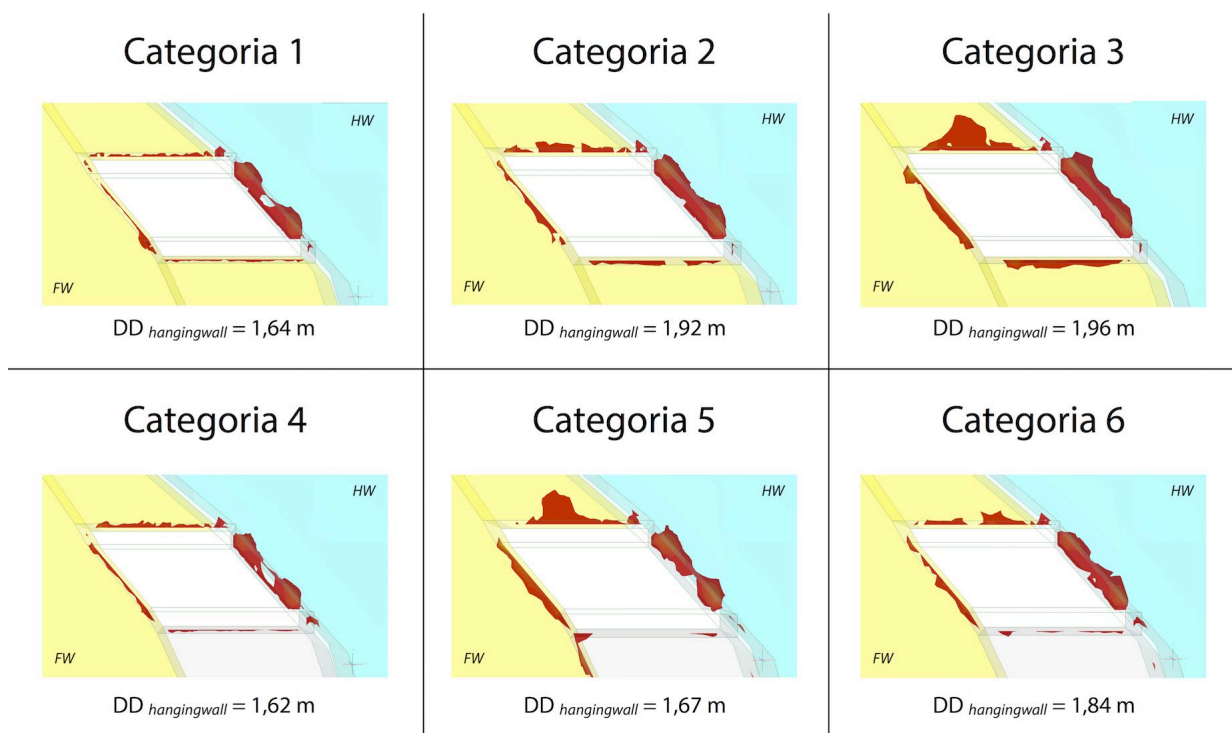 Categoria 1
HW
FW
DD hangingwall = 1,64 m
Categoria 2
HW
FW
DD hangingwall = 1,92 m
Categoria 3
HW
FW
DD hangingwall = 1,96 m
Categoria 4
HW
FW
DD hangingwall = 1,62 m
Categoria 5
HW
FW
DD hangingwall = 1,67 m
Categoria 6
HW
FW
DD hangingwall = 1,84 m